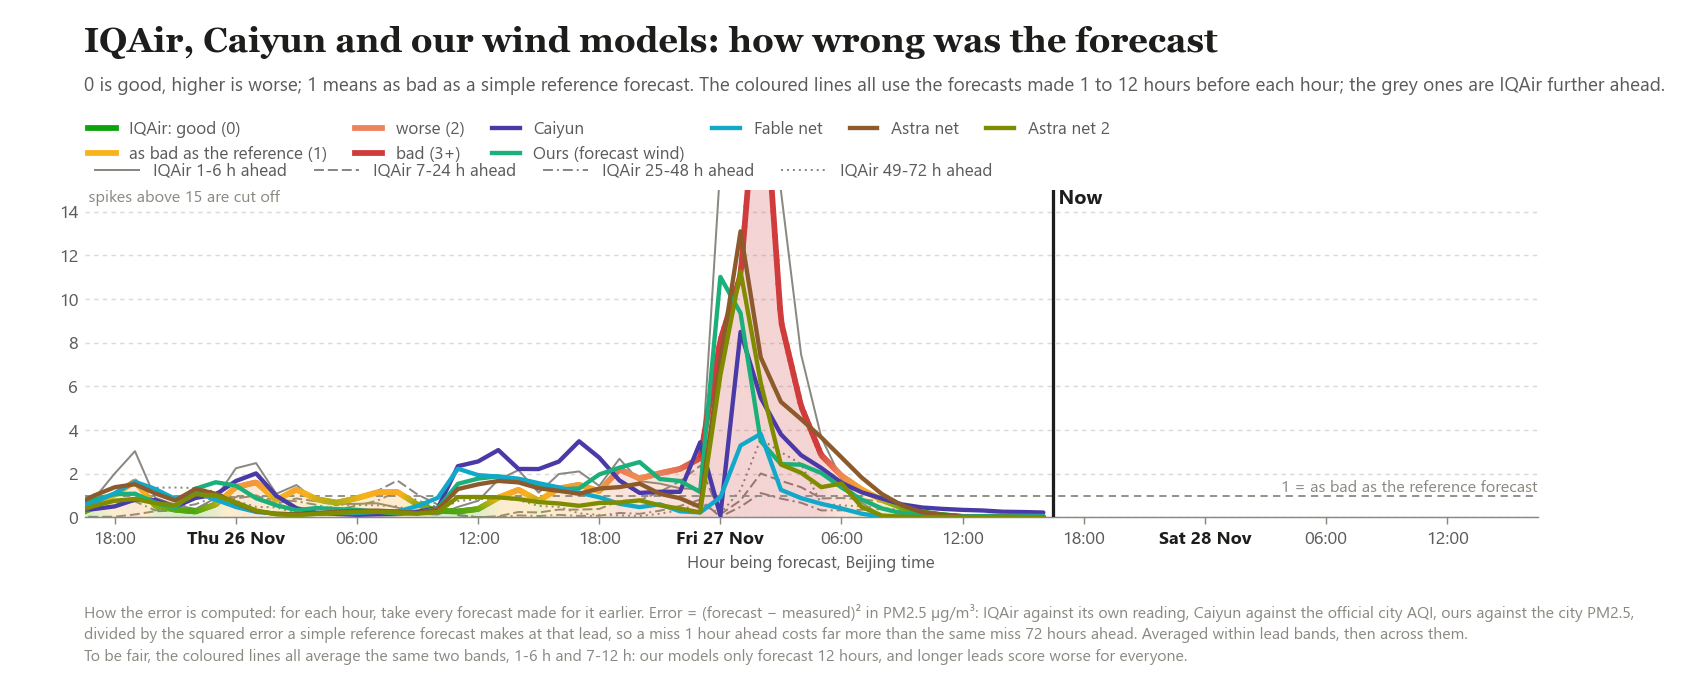 IQAir, Caiyun and our wind models: how wrong was the forecast
0 is good, higher is worse; 1 means as bad as a simple reference forecast. The coloured lines all use the forecasts made 1 to 12 hours before each hour; the grey ones are IQAir further ahead.
IQAir: good (0) worse (2) Caiyun Fable net Astra net Astra net 2
as bad as the reference (1) bad (3+) Ours (forecast wind)
IQAir 1-6 h ahead IQAir 7-24 h ahead IQAir 25-48 h ahead IQAir 49-72 h ahead
spikes above 15 are cut off
Now
14
12
10
8
6
4
2
1 = as bad as the reference forecast
0
18:00 Thu 26 Nov 06:00 12:00 18:00 Fri 27 Nov 06:00 12:00 18:00 Sat 28 Nov 06:00 12:00
Hour being forecast, Beijing time
How the error is computed: for each hour, take every forecast made for it earlier. Error = (forecast − measured)² in PM2.5 µg/m³: IQAir against its own reading, Caiyun against the official city AQI, ours against the city PM2.5,
divided by the squared error a simple reference forecast makes at that lead, so a miss 1 hour ahead costs far more than the same miss 72 hours ahead. Averaged within lead bands, then across them.
To be fair, the coloured lines all average the same two bands, 1-6 h and 7-12 h: our models only forecast 12 hours, and longer leads score worse for everyone.